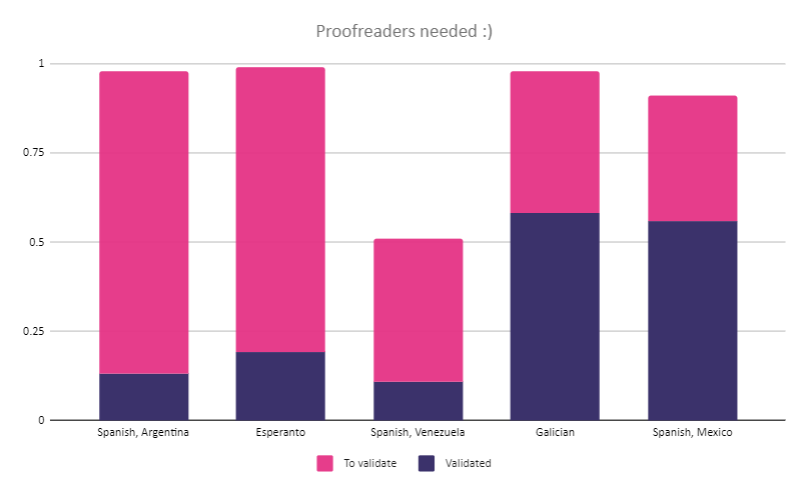 Proofreaders needed :)
1
0.75
0.5
0.25
0
Spanish, Argentina
Esperanto
Spanish, Venezuela
Galician
Spanish, Mexico
To validate
Validated